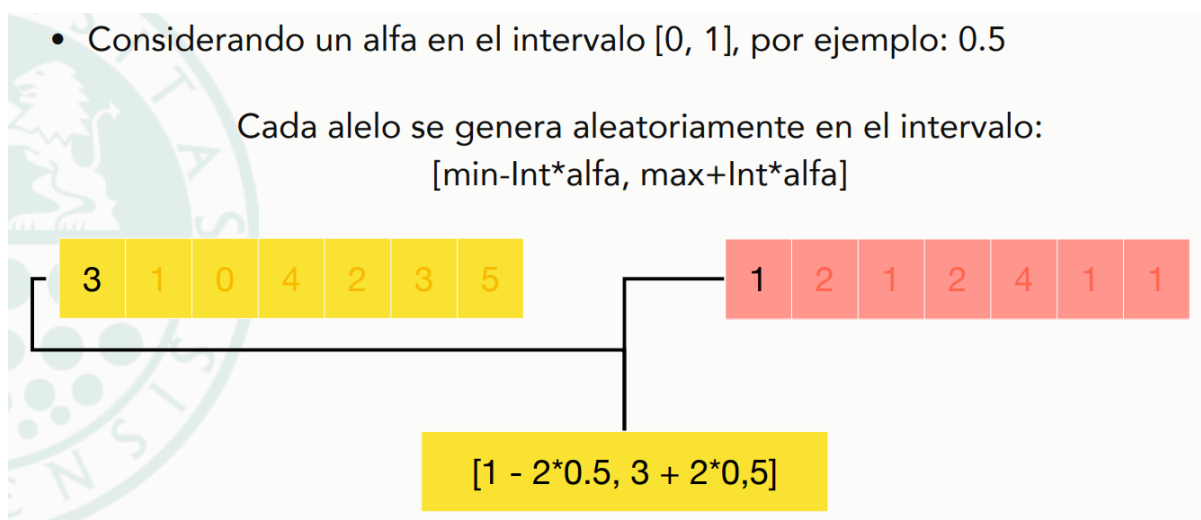 • Considerando un alfa en el intervalo [0, 1], por ejemplo: 0.5
Cada alelo se genera aleatoriamente en el intervalo:
[min-Int*alfa, max+Int*alfa]
3 1 0 4 2 3 5 1 2 1 2 4 1 1
[1 - 2*0.5, 3 + 2*0,5]